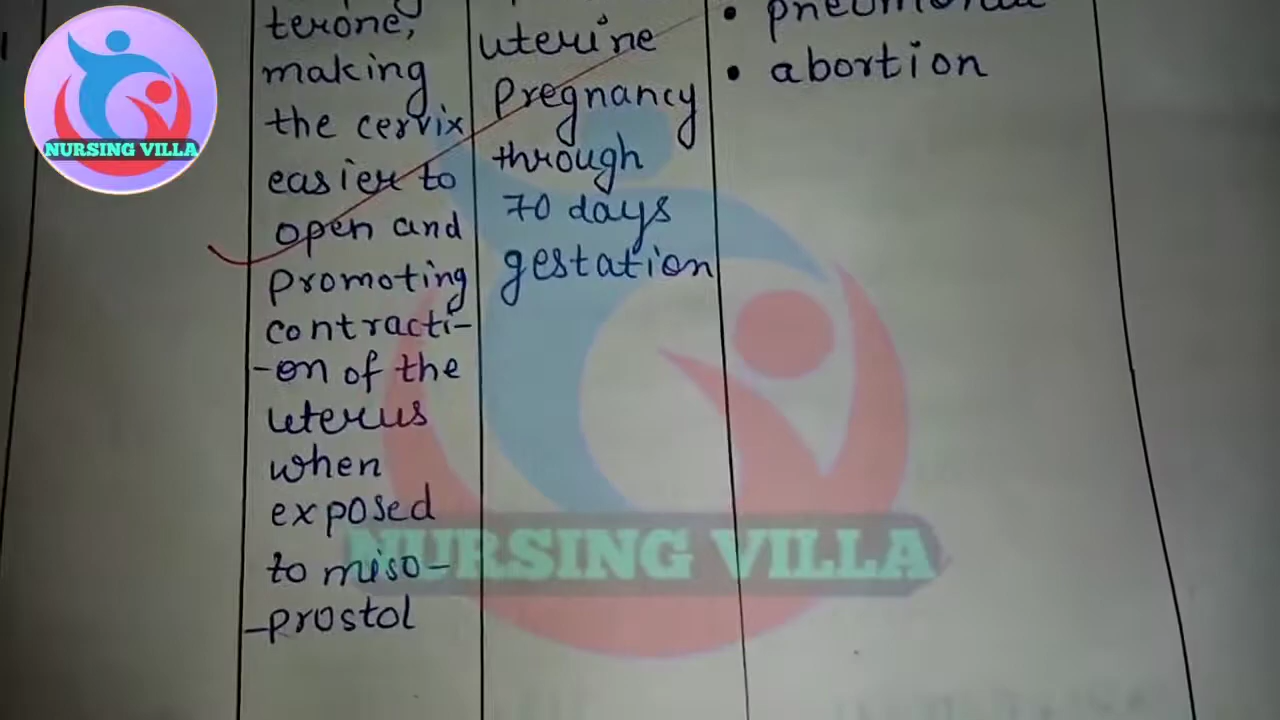 NURSING VILLA
terone,
making
the cervix
easier to
open and
promoting
contracti-
-on of the
uterus
when
exposed
to miso-
-prostol
uterine
Pregnancy
through
70 days
gestation
• abortion
NURSING VILLA